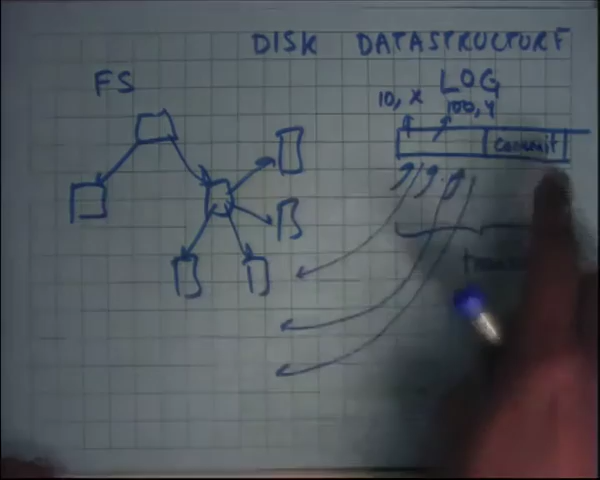 DISK DATASTRUCTURE
FS
LOG
10, X
100, Y
Commit